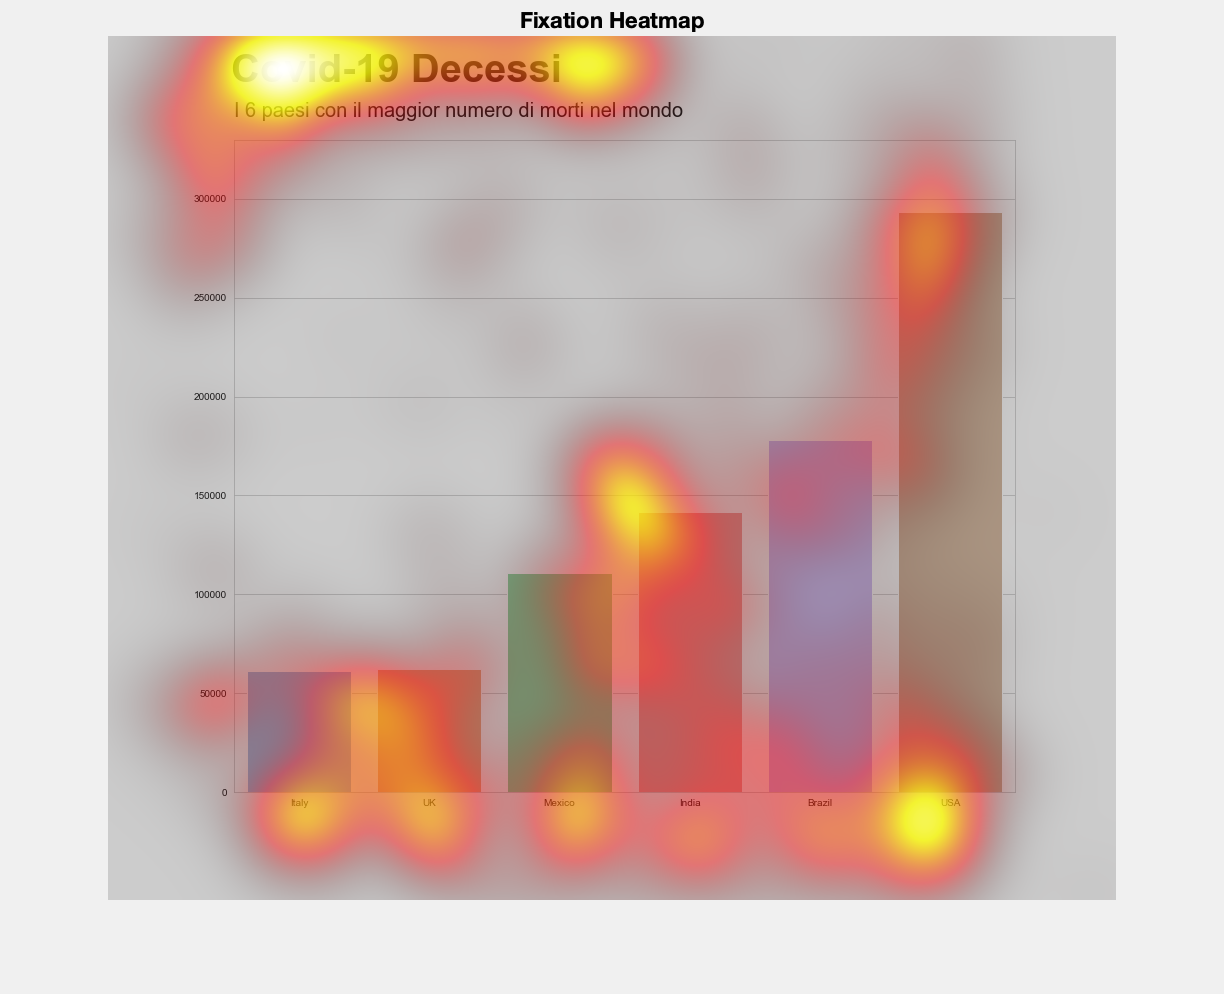 Fixation Heatmap
Covid-19 Decessi
I 6 paesi con il maggior numero di morti nel mondo
300000
250000
200000
150000
100000
50000
0
Italy UK Mexico India Brazil USA